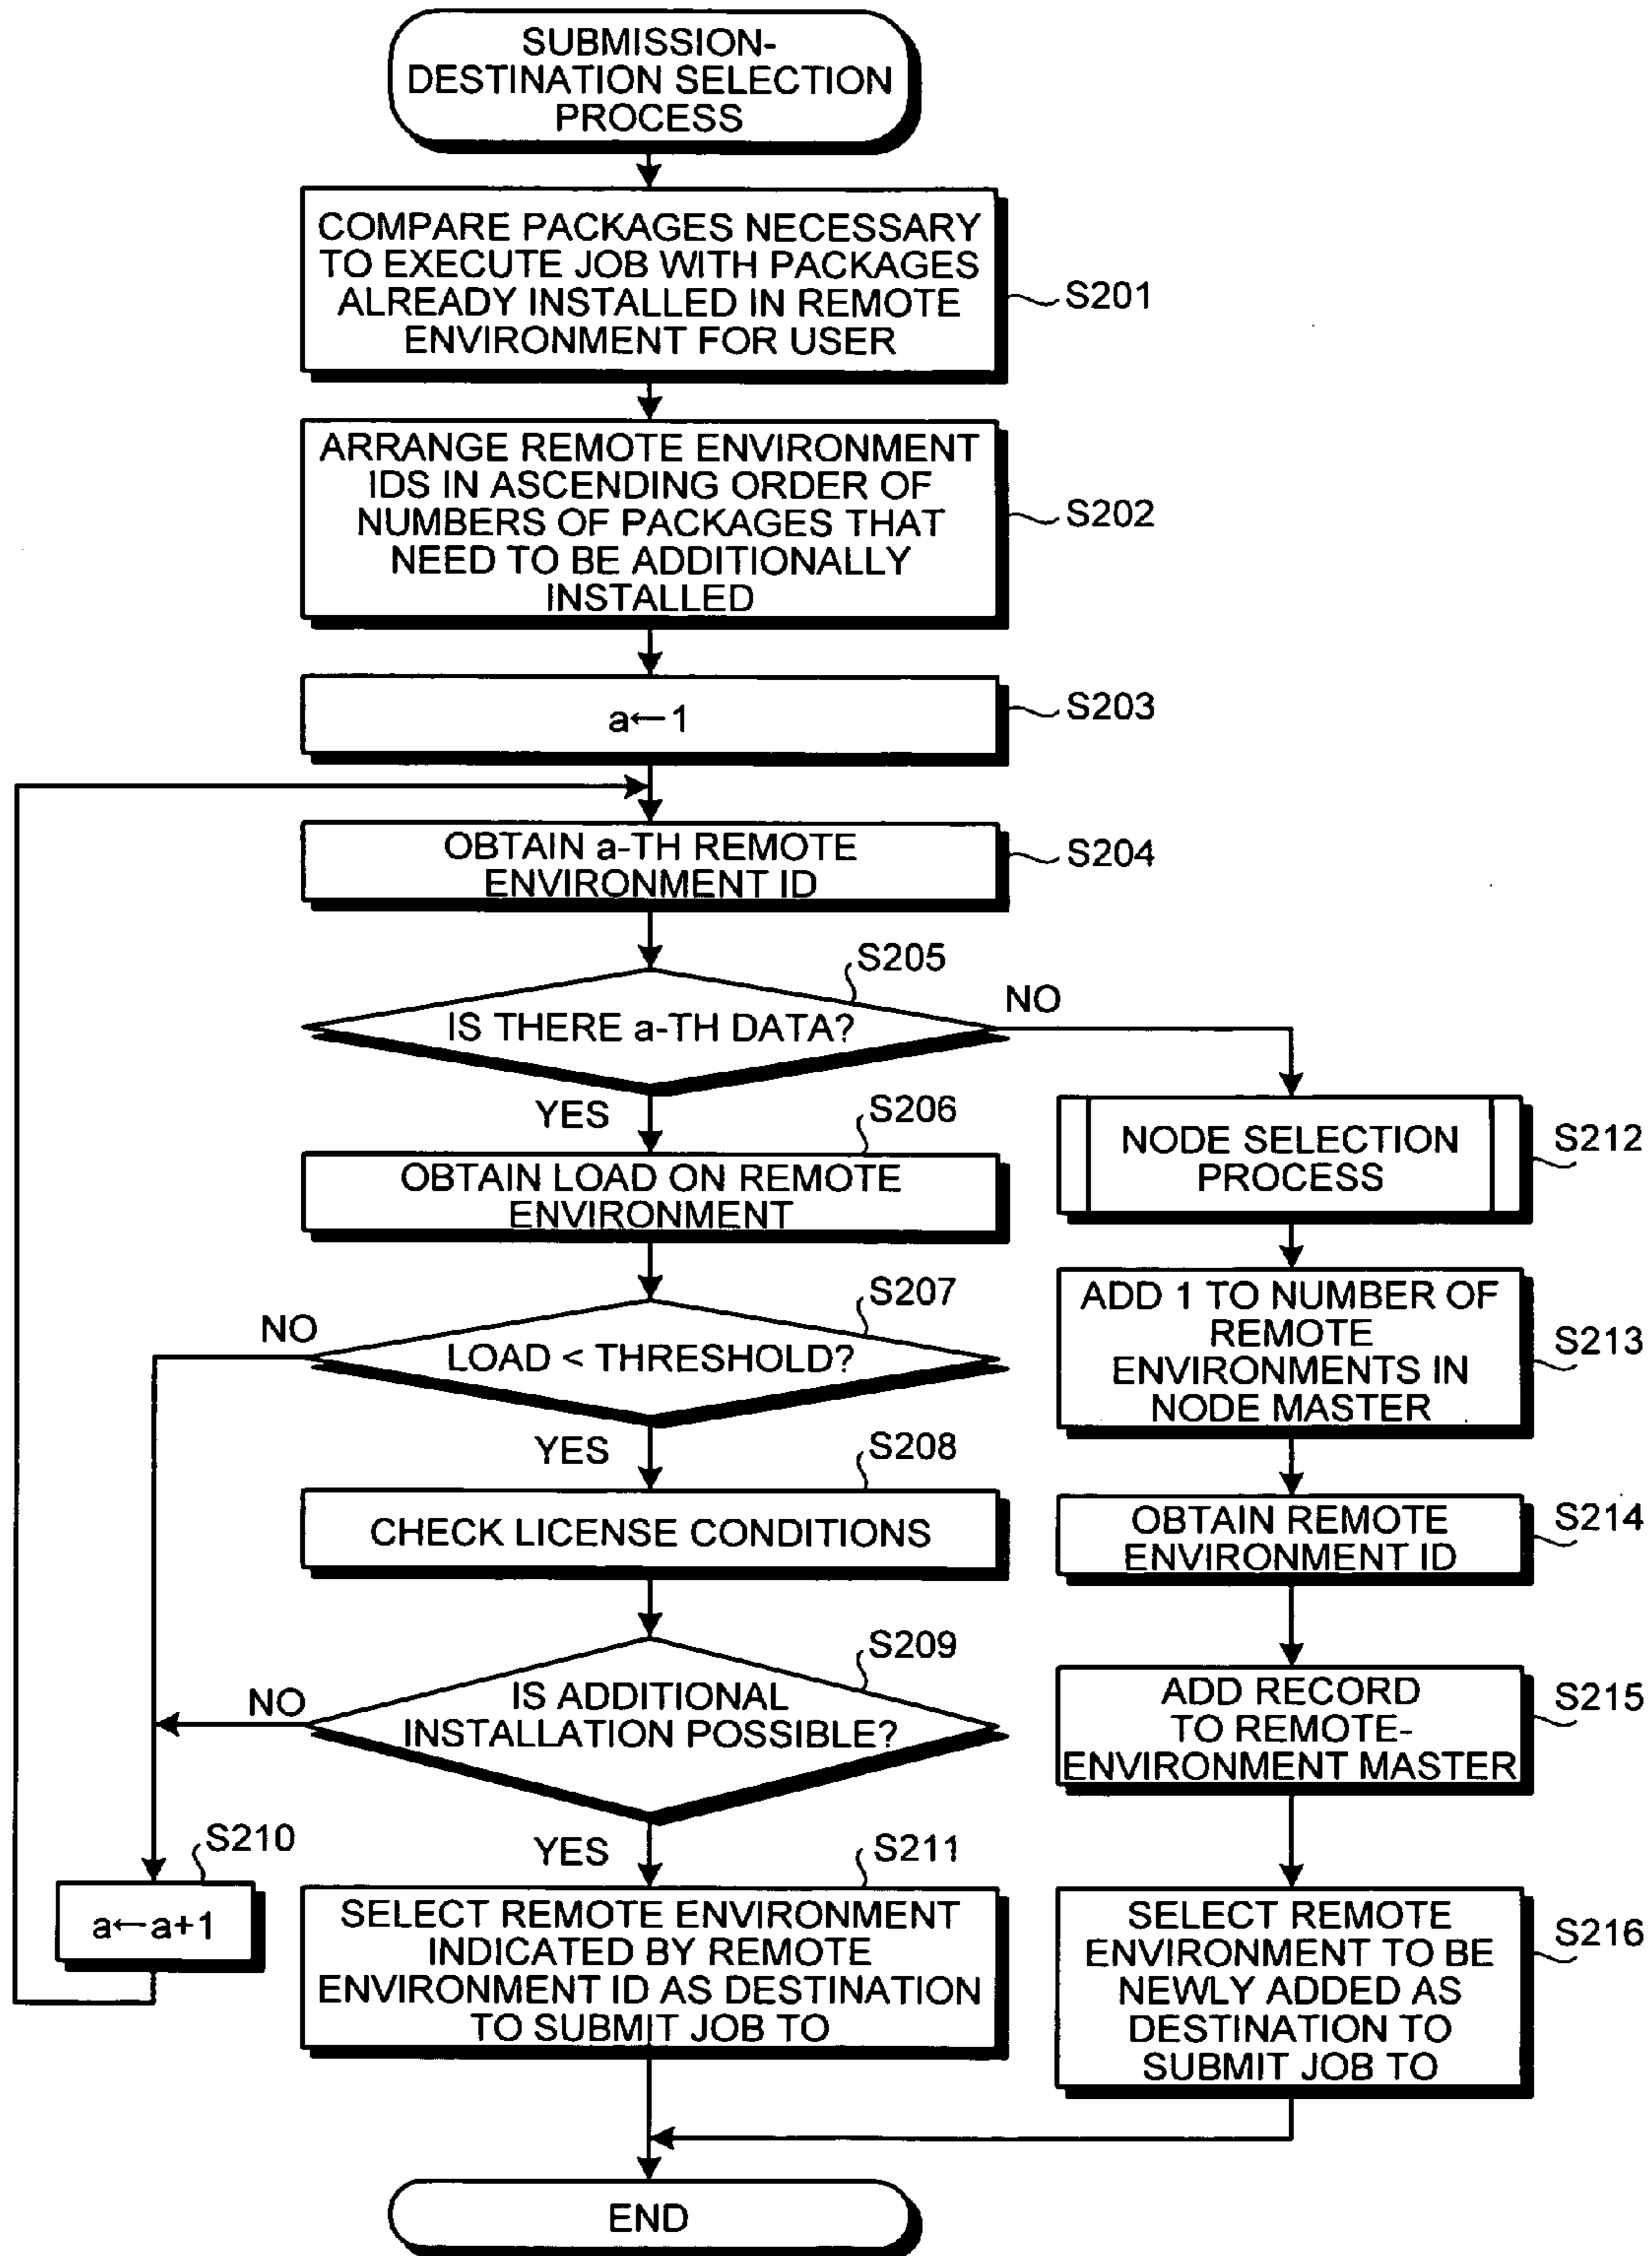 SUBMISSION-
DESTINATION SELECTION
PROCESS
COMPARE PACKAGES NECESSARY
TO EXECUTE JOB WITH PACKAGES
ALREADY INSTALLED IN REMOTE
ENVIRONMENT FOR USER
S201
ARRANGE REMOTE ENVIRONMENT
IDS IN ASCENDING ORDER OF
NUMBERS OF PACKAGES THAT
NEED TO BE ADDITIONALLY
INSTALLED
S202
a←1
S203
OBTAIN a-TH REMOTE
ENVIRONMENT ID
S204
S205
IS THERE a-TH DATA?
NO
YES
S206
OBTAIN LOAD ON REMOTE
ENVIRONMENT
S207
LOAD < THRESHOLD?
NO
YES
S208
CHECK LICENSE CONDITIONS
S209
IS ADDITIONAL
INSTALLATION POSSIBLE?
NO
YES
S210
a←a+1
S211
SELECT REMOTE ENVIRONMENT
INDICATED BY REMOTE
ENVIRONMENT ID AS DESTINATION
TO SUBMIT JOB TO
NODE SELECTION
PROCESS
S212
ADD 1 TO NUMBER OF
REMOTE
ENVIRONMENTS IN
NODE MASTER
S213
OBTAIN REMOTE
ENVIRONMENT ID
S214
ADD RECORD
TO REMOTE-
ENVIRONMENT MASTER
S215
SELECT REMOTE
ENVIRONMENT TO BE
NEWLY ADDED AS
DESTINATION TO
SUBMIT JOB TO
S216
END